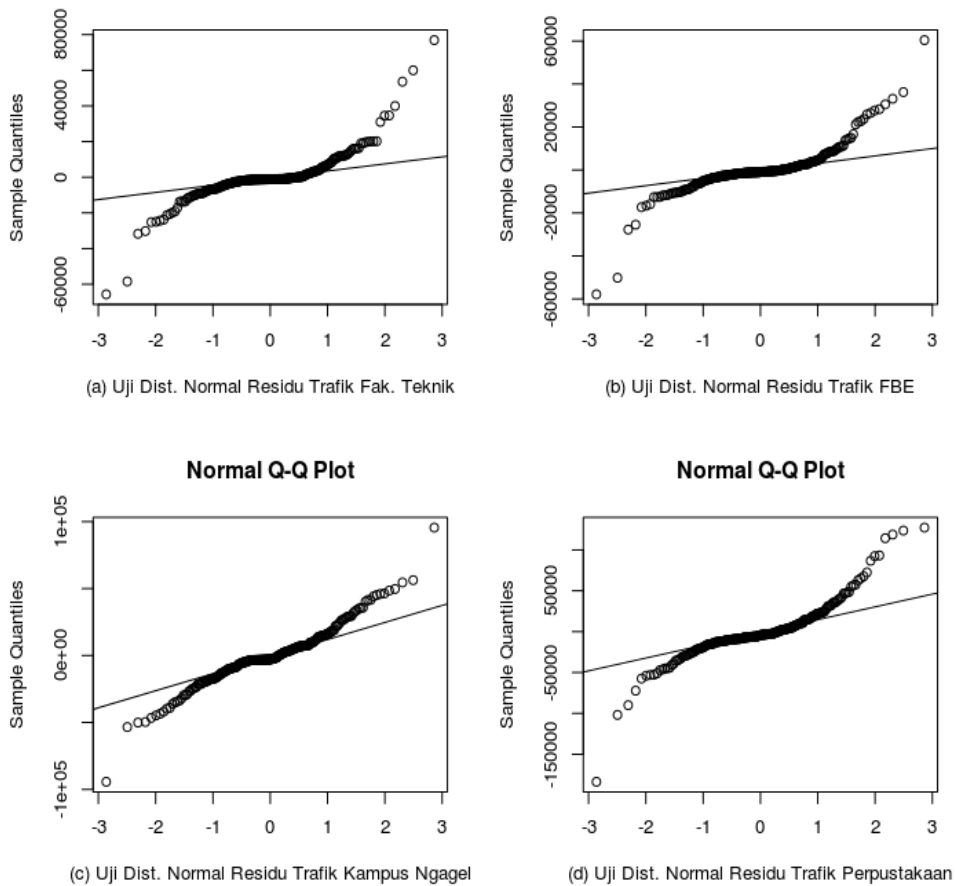 Sample Quantiles
80000
40000
0
-60000
-3 -2 -1 0 1 2 3
(a) Uji Dist. Normal Residu Trafik Fak. Teknik
Sample Quantiles
60000
20000
-20000
-60000
-3 -2 -1 0 1 2 3
(b) Uji Dist. Normal Residu Trafik FBE
Normal Q-Q Plot
Sample Quantiles
1e+05
0e+00
-1e+05
-3 -2 -1 0 1 2 3
(c) Uji Dist. Normal Residu Trafik Kampus Ngagel
Normal Q-Q Plot
Sample Quantiles
50000
-50000
-150000
-3 -2 -1 0 1 2 3
(d) Uji Dist. Normal Residu Trafik Perpustakaan